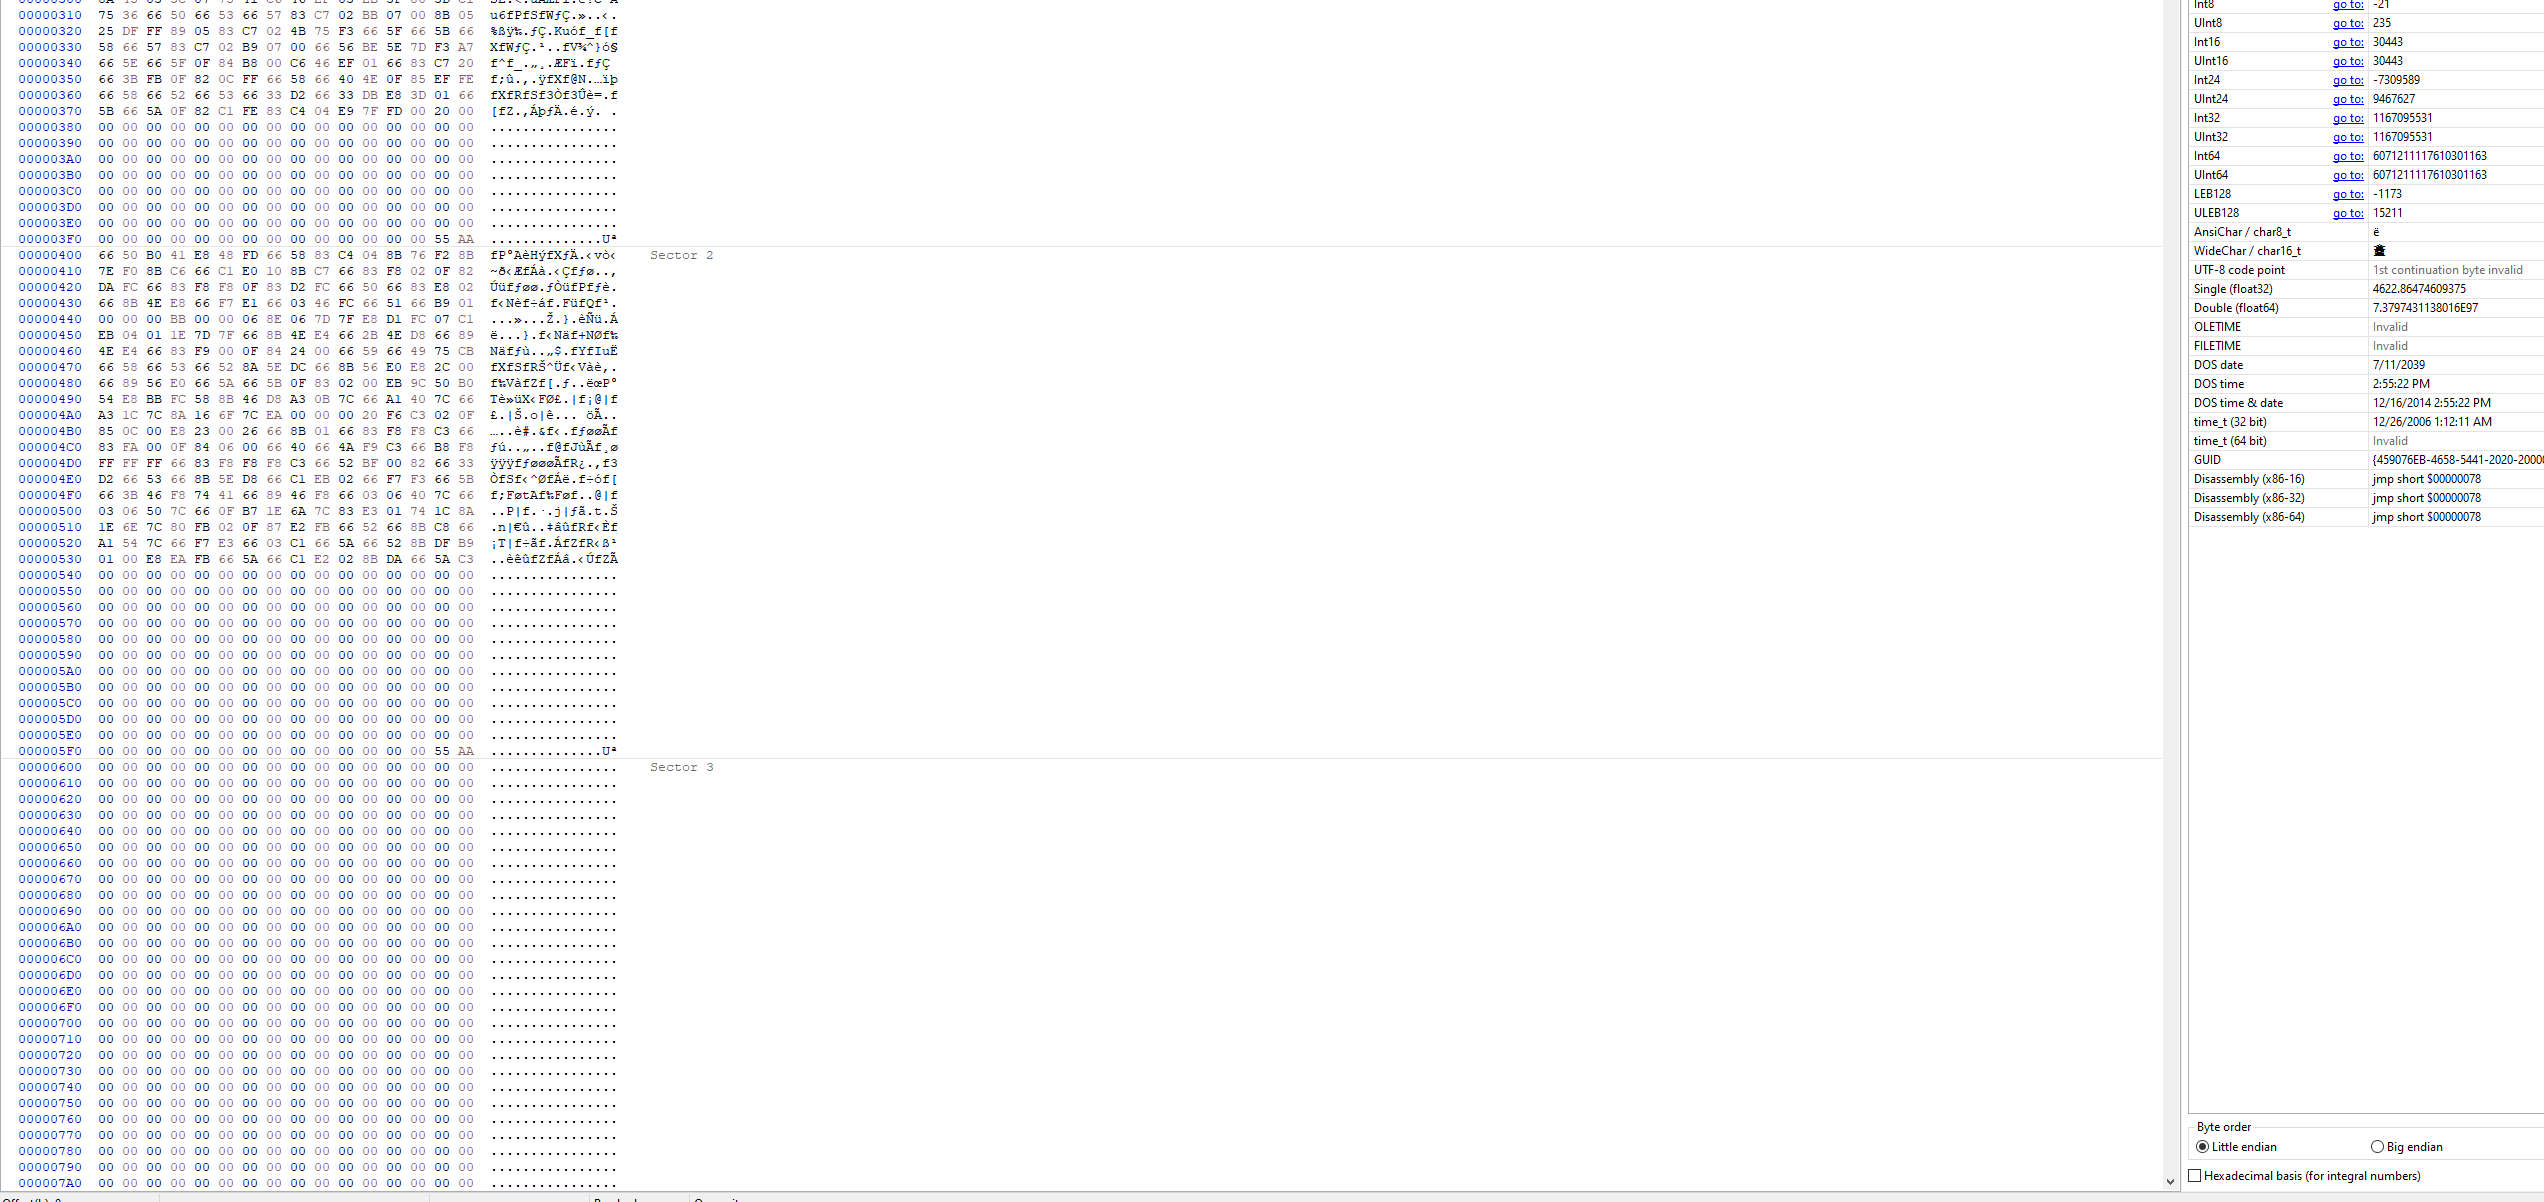 00000310 75 36 66 50 66 53 66 57 83 C7 02 BB 07 00 8B 05 u6fPfSfWƒÇ.»..‹.
00000320 25 DF FF 89 05 83 C7 02 4B 75 F3 66 5F 66 5B 66 %ßÿ‰.ƒÇ.Kuóf_f[f
00000330 58 66 57 83 C7 02 B9 07 00 66 56 BE 5E 7D F3 A7 XfWƒÇ.¹..fV¾^}ó§
00000340 66 5E 66 5F 0F 84 B8 00 C6 46 EF 01 66 83 C7 20 f^f_.„¸.ÆFï.fƒÇ
00000350 66 3B FB 0F 82 0C FF 66 58 66 40 4E 0F 85 EF FE f;û.‚.ÿfXf@N.…ïþ
00000360 66 58 66 52 66 53 66 33 D2 66 33 DB E8 3D 01 66 fXfRfSf3Òf3Ûè=.f
00000370 5B 66 5A 0F 82 C1 FE 83 C4 04 E9 7F FD 00 20 00 [fZ.‚ÁþƒÄ.é.ý. .
00000380 00 00 00 00 00 00 00 00 00 00 00 00 00 00 00 00 ................
00000390 00 00 00 00 00 00 00 00 00 00 00 00 00 00 00 00 ................
000003A0 00 00 00 00 00 00 00 00 00 00 00 00 00 00 00 00 ................
000003B0 00 00 00 00 00 00 00 00 00 00 00 00 00 00 00 00 ................
000003C0 00 00 00 00 00 00 00 00 00 00 00 00 00 00 00 00 ................
000003D0 00 00 00 00 00 00 00 00 00 00 00 00 00 00 00 00 ................
000003E0 00 00 00 00 00 00 00 00 00 00 00 00 00 00 00 00 ................
000003F0 00 00 00 00 00 00 00 00 00 00 00 00 00 00 55 AA ..............Uª
00000400 66 50 B0 41 E8 48 FD 66 58 83 C4 04 8B 76 F2 8B fP°AèHýfXƒÄ.‹vò‹ Sector 2
00000410 7E F0 8B C6 66 C1 E0 10 8B C7 66 83 F8 02 0F 82 ~ð‹ÆfÁà.‹Çfƒø..‚
00000420 DA FC 66 83 F8 F8 0F 83 D2 FC 66 50 66 83 E8 02 Úüfƒøø.ƒÒüfPfƒè.
00000430 66 8B 4E E8 66 F7 E1 66 03 46 FC 66 51 66 B9 01 f‹Nèf÷áf.FüfQf¹.
00000440 00 00 00 BB 00 00 06 8E 06 7D 7F E8 D1 FC 07 C1 ...»...Ž.}.èÑü.Á
00000450 EB 04 01 1E 7D 7F 66 8B 4E E4 66 2B 4E D8 66 89 ë...}.f‹Näf+NØf‰
00000460 4E E4 66 83 F9 00 0F 84 24 00 66 59 66 49 75 CB Näfƒù..„$.fYfIuË
00000470 66 58 66 53 66 52 8A 5E DC 66 8B 56 E0 E8 2C 00 fXfSfRŠ^Üf‹Vàè,.
00000480 66 89 56 E0 66 5A 66 5B 0F 83 02 00 EB 9C 50 B0 f‰VàfZf[.ƒ..ëœP°
00000490 54 E8 BB FC 58 8B 46 D8 A3 0B 7C 66 A1 40 7C 66 Tè»üX‹FØ£.|f¡@|f
000004A0 A3 1C 7C 8A 16 6F 7C EA 00 00 00 20 F6 C3 02 0F £.|Š.o|ê... öÃ..
000004B0 85 0C 00 E8 23 00 26 66 8B 01 66 83 F8 F8 C3 66 …..è#.&f‹.fƒøøÃf
000004C0 83 FA 00 0F 84 06 00 66 40 66 4A F9 C3 66 B8 F8 ƒú..„..f@fJùÃf¸ø
000004D0 FF FF FF 66 83 F8 F8 F8 C3 66 52 BF 00 82 66 33 ÿÿÿfƒøøøÃfR¿.‚f3
000004E0 D2 66 53 66 8B 5E D8 66 C1 EB 02 66 F7 F3 66 5B ÒfSf‹^ØfÁë.f÷óf[
000004F0 66 3B 46 F8 74 41 66 89 46 F8 66 03 06 40 7C 66 f;FøtAf‰Føf..@|f
00000500 03 06 50 7C 66 0F B7 1E 6A 7C 83 E3 01 74 1C 8A ..P|f.·.j|ƒã.t.Š
00000510 1E 6E 7C 80 FB 02 0F 87 E2 FB 66 52 66 8B C8 66 .n|€û..‡âûfRf‹Èf
00000520 A1 54 7C 66 F7 E3 66 03 C1 66 5A 66 52 8B DF B9 ¡T|f÷ãf.ÁfZfR‹ß¹
00000530 01 00 E8 EA FB 66 5A 66 C1 E2 02 8B DA 66 5A C3 ..èêûfZfÁâ.‹ÚfZÃ
00000540 00 00 00 00 00 00 00 00 00 00 00 00 00 00 00 00 ................
00000550 00 00 00 00 00 00 00 00 00 00 00 00 00 00 00 00 ................
00000560 00 00 00 00 00 00 00 00 00 00 00 00 00 00 00 00 ................
00000570 00 00 00 00 00 00 00 00 00 00 00 00 00 00 00 00 ................
00000580 00 00 00 00 00 00 00 00 00 00 00 00 00 00 00 00 ................
00000590 00 00 00 00 00 00 00 00 00 00 00 00 00 00 00 00 ................
000005A0 00 00 00 00 00 00 00 00 00 00 00 00 00 00 00 00 ................
000005B0 00 00 00 00 00 00 00 00 00 00 00 00 00 00 00 00 ................
000005C0 00 00 00 00 00 00 00 00 00 00 00 00 00 00 00 00 ................
000005D0 00 00 00 00 00 00 00 00 00 00 00 00 00 00 00 00 ................
000005E0 00 00 00 00 00 00 00 00 00 00 00 00 00 00 00 00 ................
000005F0 00 00 00 00 00 00 00 00 00 00 00 00 00 00 55 AA ..............Uª
00000600 00 00 00 00 00 00 00 00 00 00 00 00 00 00 00 00 ................ Sector 3
00000610 00 00 00 00 00 00 00 00 00 00 00 00 00 00 00 00 ................
00000620 00 00 00 00 00 00 00 00 00 00 00 00 00 00 00 00 ................
00000630 00 00 00 00 00 00 00 00 00 00 00 00 00 00 00 00 ................
00000640 00 00 00 00 00 00 00 00 00 00 00 00 00 00 00 00 ................
00000650 00 00 00 00 00 00 00 00 00 00 00 00 00 00 00 00 ................
00000660 00 00 00 00 00 00 00 00 00 00 00 00 00 00 00 00 ................
00000670 00 00 00 00 00 00 00 00 00 00 00 00 00 00 00 00 ................
00000680 00 00 00 00 00 00 00 00 00 00 00 00 00 00 00 00 ................
00000690 00 00 00 00 00 00 00 00 00 00 00 00 00 00 00 00 ................
000006A0 00 00 00 00 00 00 00 00 00 00 00 00 00 00 00 00 ................
000006B0 00 00 00 00 00 00 00 00 00 00 00 00 00 00 00 00 ................
000006C0 00 00 00 00 00 00 00 00 00 00 00 00 00 00 00 00 ................
000006D0 00 00 00 00 00 00 00 00 00 00 00 00 00 00 00 00 ................
000006E0 00 00 00 00 00 00 00 00 00 00 00 00 00 00 00 00 ................
000006F0 00 00 00 00 00 00 00 00 00 00 00 00 00 00 00 00 ................
00000700 00 00 00 00 00 00 00 00 00 00 00 00 00 00 00 00 ................
00000710 00 00 00 00 00 00 00 00 00 00 00 00 00 00 00 00 ................
00000720 00 00 00 00 00 00 00 00 00 00 00 00 00 00 00 00 ................
00000730 00 00 00 00 00 00 00 00 00 00 00 00 00 00 00 00 ................
00000740 00 00 00 00 00 00 00 00 00 00 00 00 00 00 00 00 ................
00000750 00 00 00 00 00 00 00 00 00 00 00 00 00 00 00 00 ................
00000760 00 00 00 00 00 00 00 00 00 00 00 00 00 00 00 00 ................
00000770 00 00 00 00 00 00 00 00 00 00 00 00 00 00 00 00 ................
00000780 00 00 00 00 00 00 00 00 00 00 00 00 00 00 00 00 ................
00000790 00 00 00 00 00 00 00 00 00 00 00 00 00 00 00 00 ................
000007A0 00 00 00 00 00 00 00 00 00 00 00 00 00 00 00 00 ................
Int8 go to: -21
UInt8 go to: 235
Int16 go to: 30443
UInt16 go to: 30443
Int24 go to: -7309589
UInt24 go to: 9467627
Int32 go to: 1167095531
UInt32 go to: 1167095531
Int64 go to: 6071211117610301163
UInt64 go to: 6071211117610301163
LEB128 go to: -1173
ULEB128 go to: 15211
AnsiChar / char8_t ë
WideChar / char16_t
UTF-8 code point 1st continuation byte invalid
Single (float32) 4622.86474609375
Double (float64) 7.3797431138016E97
OLETIME Invalid
FILETIME Invalid
DOS date 7/11/2039
DOS time 2:55:22 PM
DOS time & date 12/16/2014 2:55:22 PM
time_t (32 bit) 12/26/2006 1:12:11 AM
time_t (64 bit) Invalid
GUID {459076EB-4658-5441-2020-20000
Disassembly (x86-16) jmp short $00000078
Disassembly (x86-32) jmp short $00000078
Disassembly (x86-64) jmp short $00000078
Byte order
Little endian Big endian
Hexadecimal basis (for integral numbers)